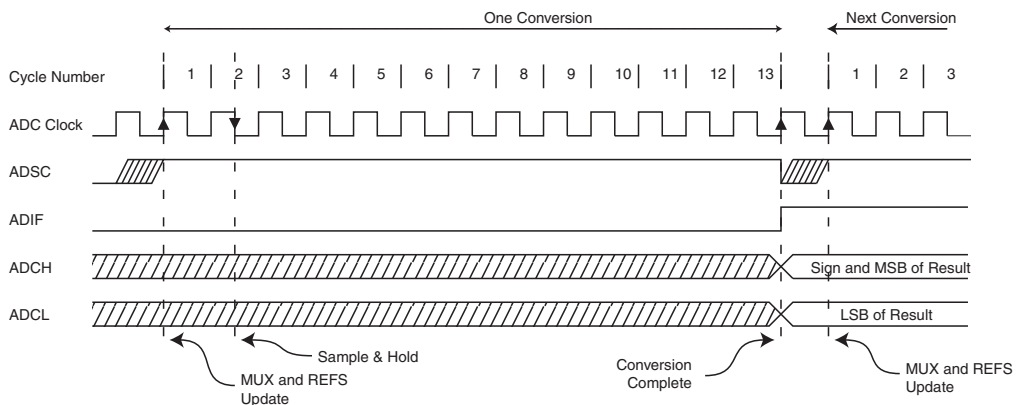 One Conversion
Next Conversion
Cycle Number
1 2 3 4 5 6 7 8 9 10 11 12 13 1 2 3
ADC Clock
ADSC
ADIF
ADCH
Sign and MSB of Result
ADCL
LSB of Result
Sample & Hold
MUX and REFS
Update
Conversion
Complete
MUX and REFS
Update